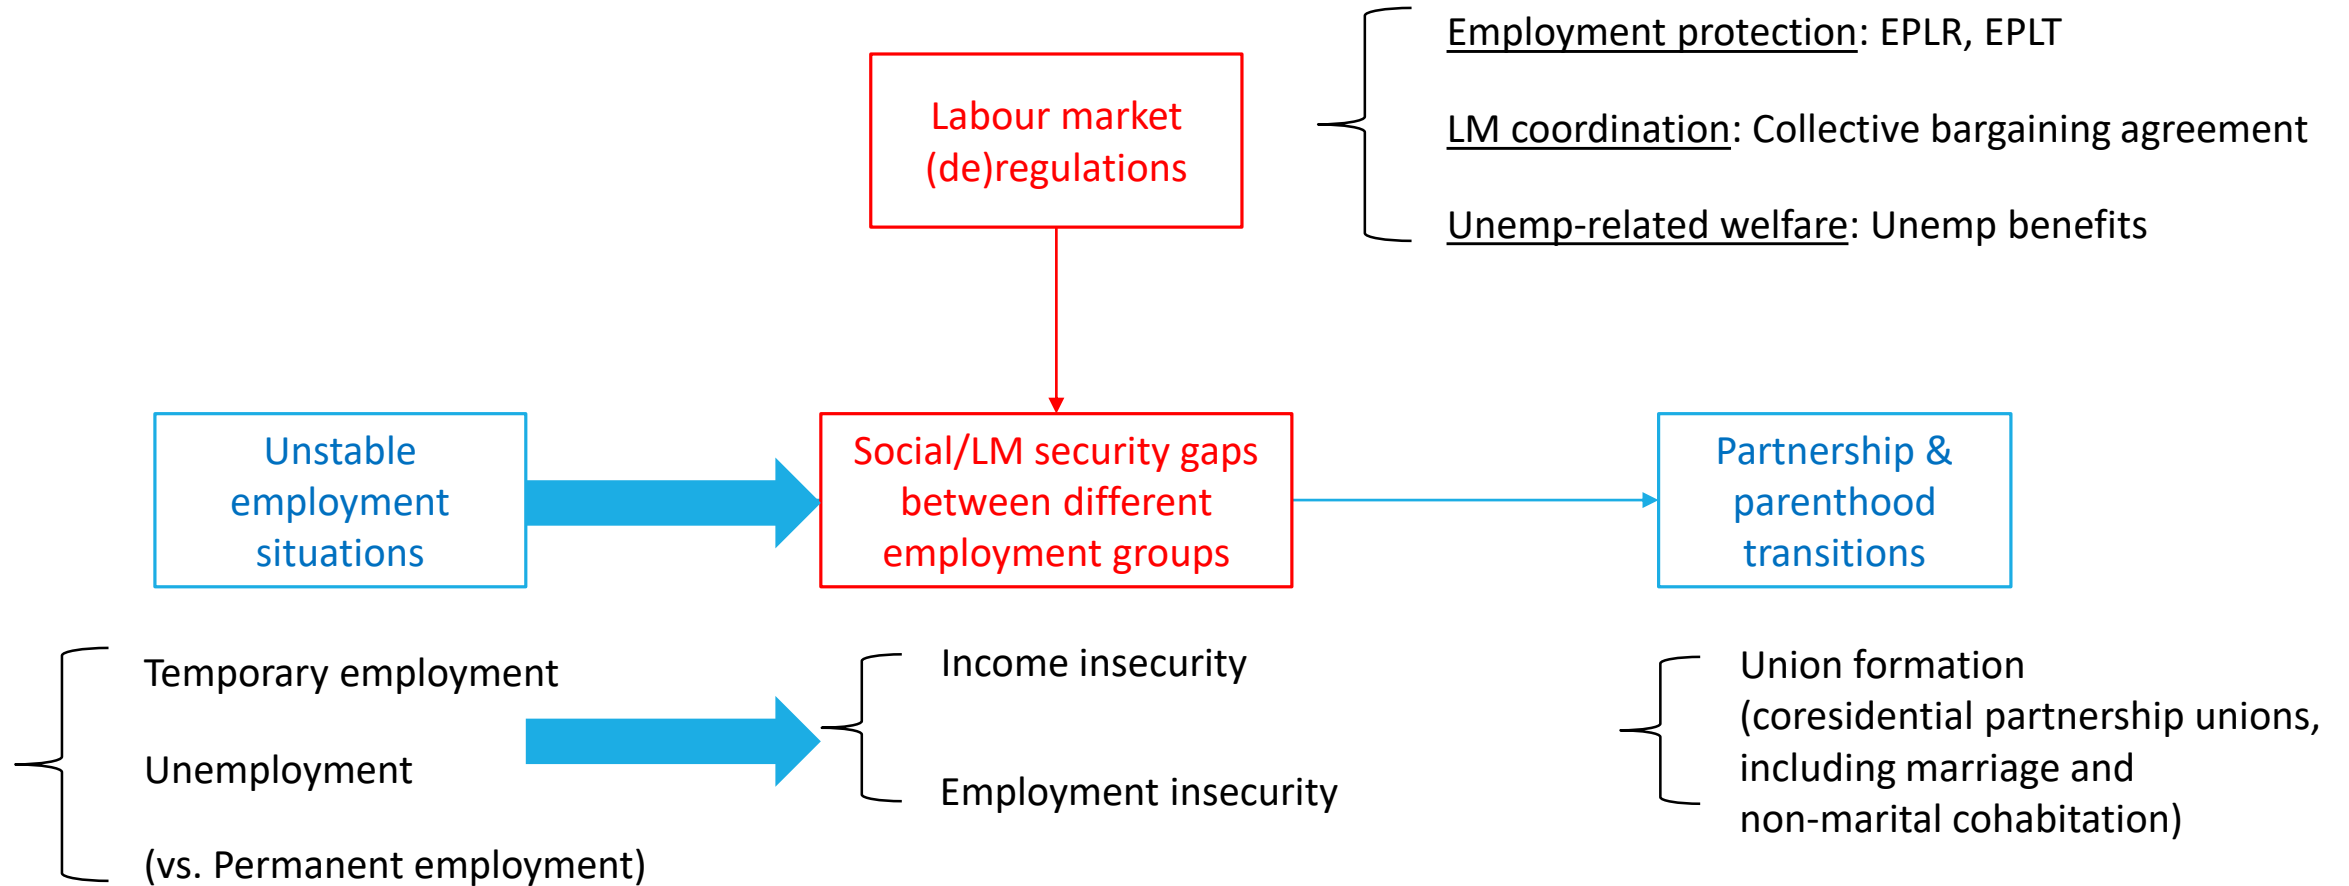 Employment protection: EPLR, EPLT
Labour market
(de)regulations
LM coordination: Collective bargaining agreement
Unemp-related welfare: Unemp benefits
Unstable
employment
situations
Social/LM security gaps
between different
employment groups
Partnership &
parenthood
transitions
Temporary employment
Unemployment
(vs. Permanent employment)
Income insecurity
Employment insecurity
Union formation
(coresidential partnership unions,
including marriage and
non-marital cohabitation)